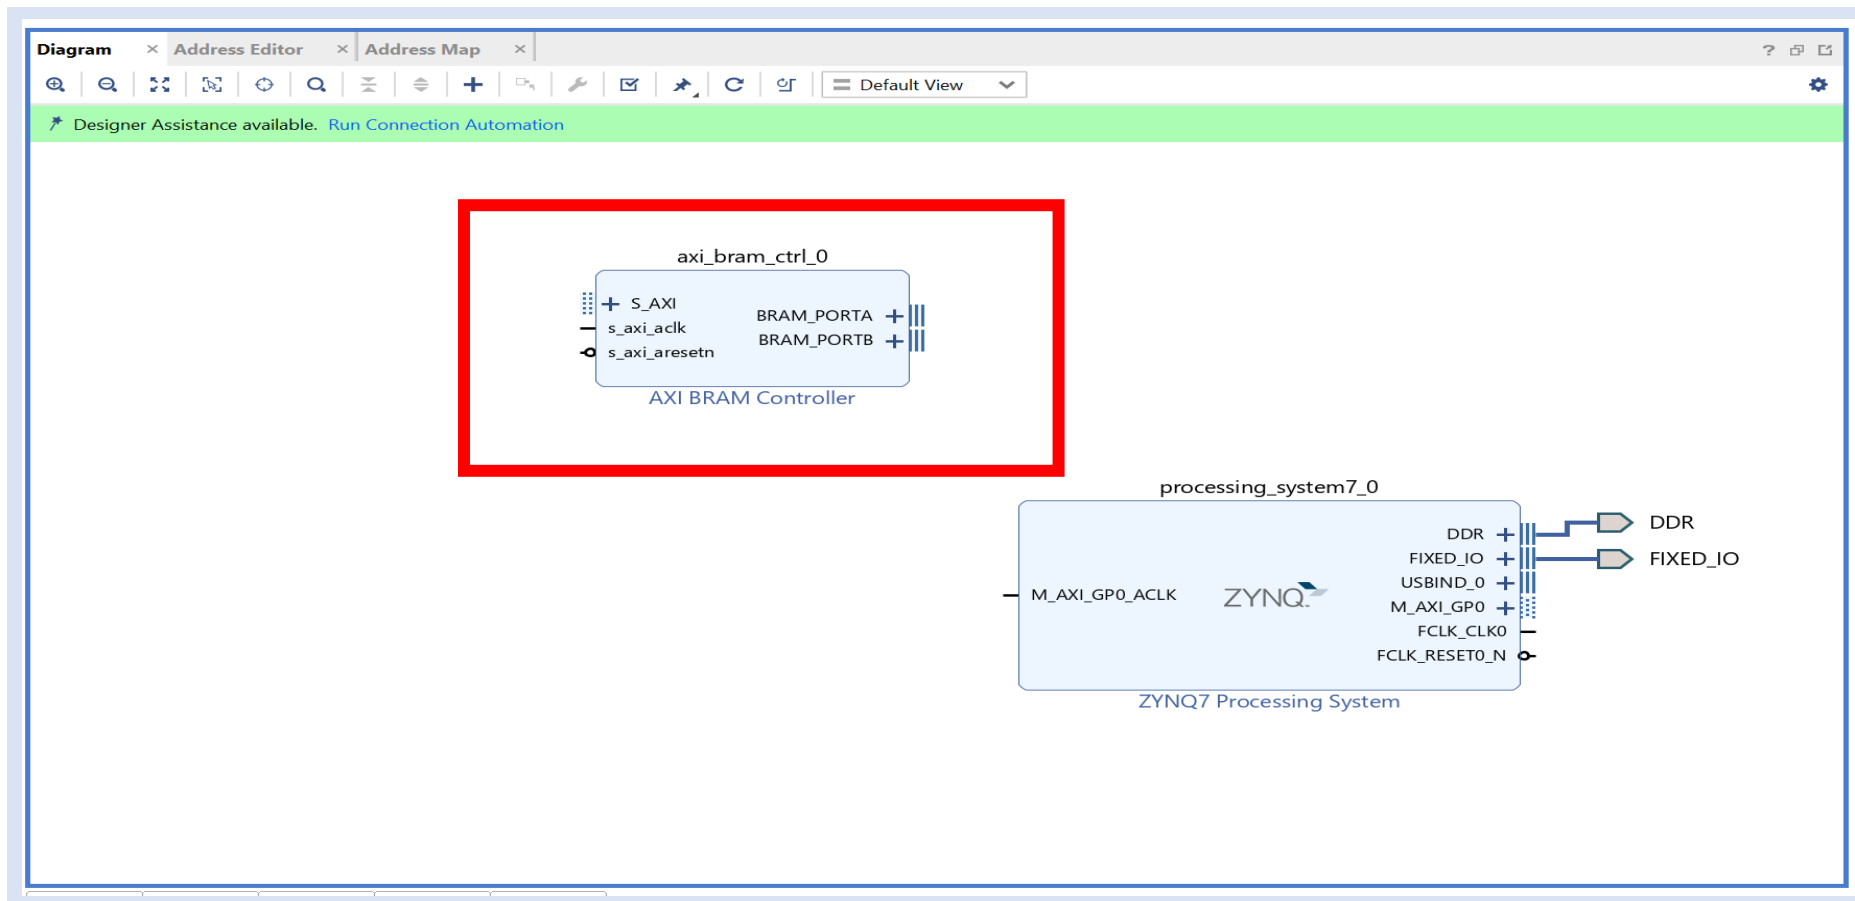 Diagram × Address Editor × Address Map ×
Default View
Designer Assistance available. Run Connection Automation
axi_bram_ctrl_0
S_AXI
s_axi_aclk
s_axi_aresetn
BRAM_PORTA
BRAM_PORTB
AXI BRAM Controller
processing_system7_0
M_AXI_GP0_ACLK
ZYNQ.
DDR
FIXED_IO
USBIND_0
M_AXI_GP0
FCLK_CLK0
FCLK_RESET0_N
ZYNQ7 Processing System
DDR
FIXED_IO